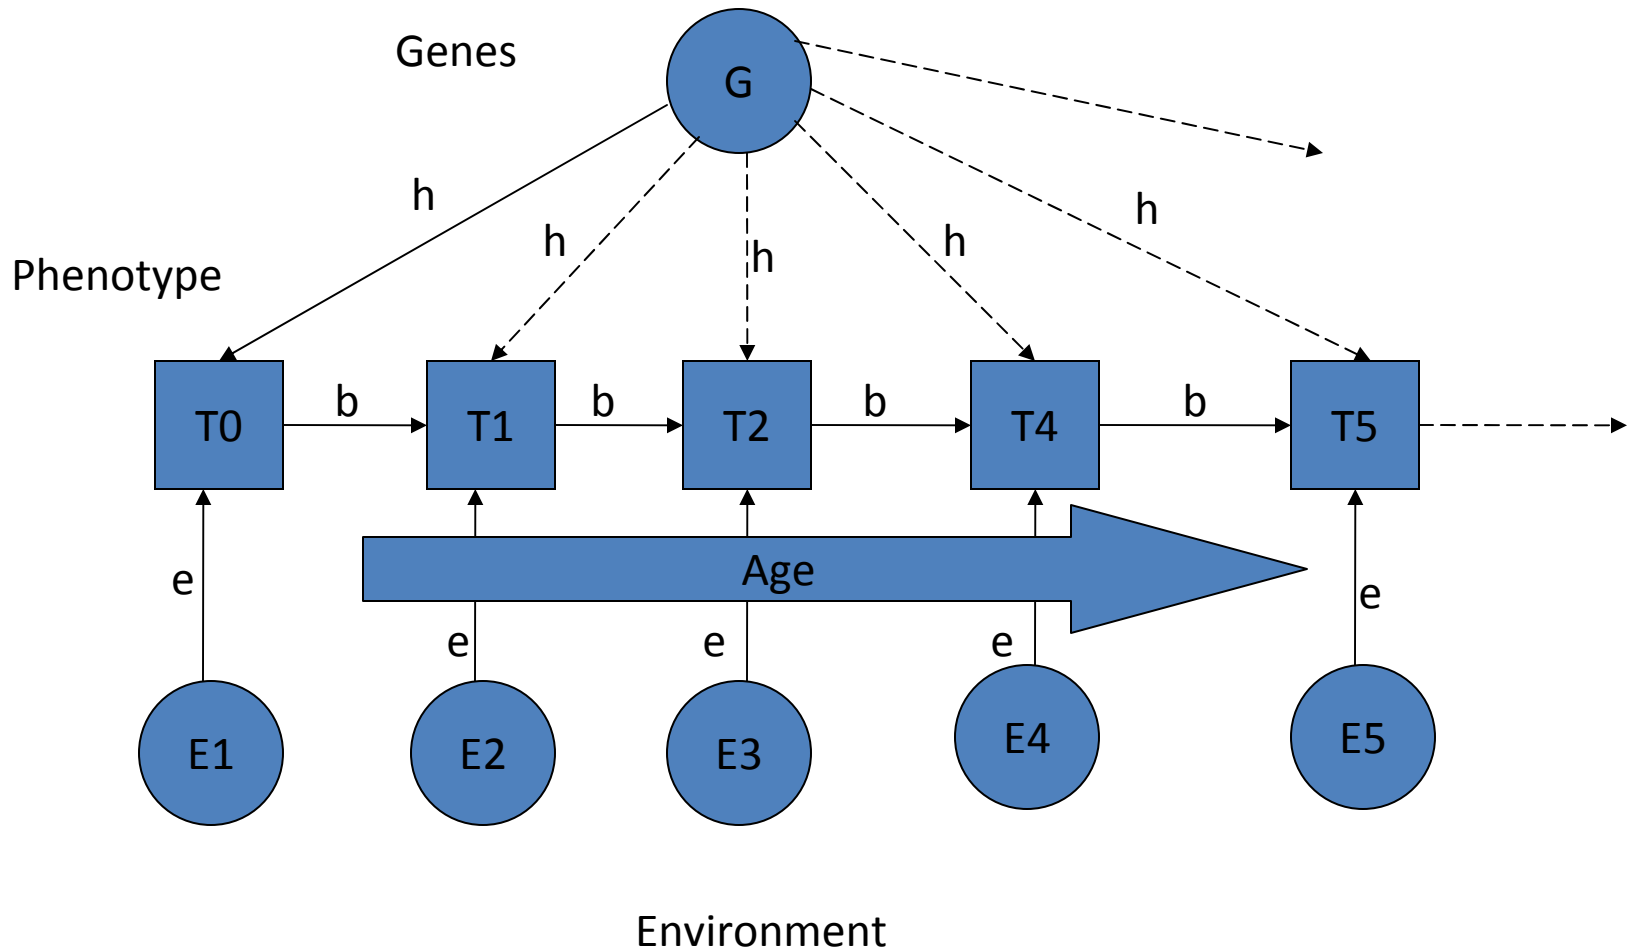 Genes
G
h
h
h
h
h
Phenotype
T0
b
T1
b
T2
b
T4
b
T5
Age
e
e
e
e
e
E1
E2
E3
E4
E5
Environment